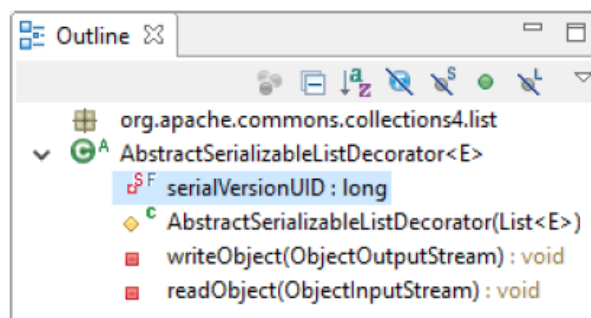 Outline
org.apache.commons.collections4.list
AbstractSerializableListDecorator<E>
serialVersionUID : long
AbstractSerializableListDecorator(List<E>)
writeObject(ObjectOutputStream) : void
readObject(ObjectInputStream) : void